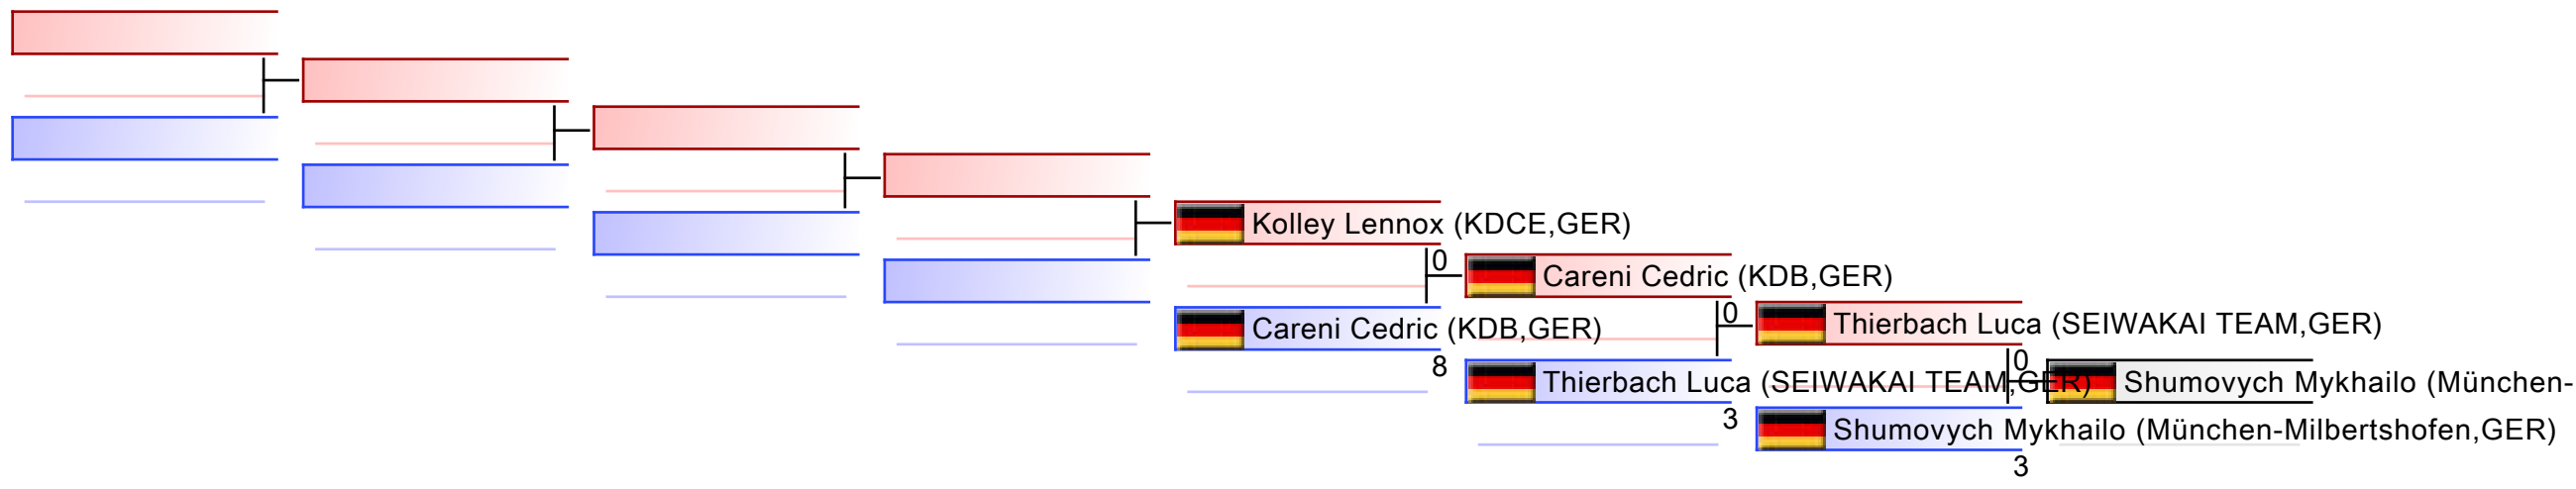 Kolley Lennox (KDCE,GER)
0
Careni Cedric (KDB,GER)
Careni Cedric (KDB,GER)
8
0
Thierbach Luca (SEIWAKAI TEAM,GER)
Thierbach Luca (SEIWAKAI TEAM,GER)
3
0
Shumovych Mykhailo (München-
Shumovych Mykhailo (München-Milbertshofen,GER)
3